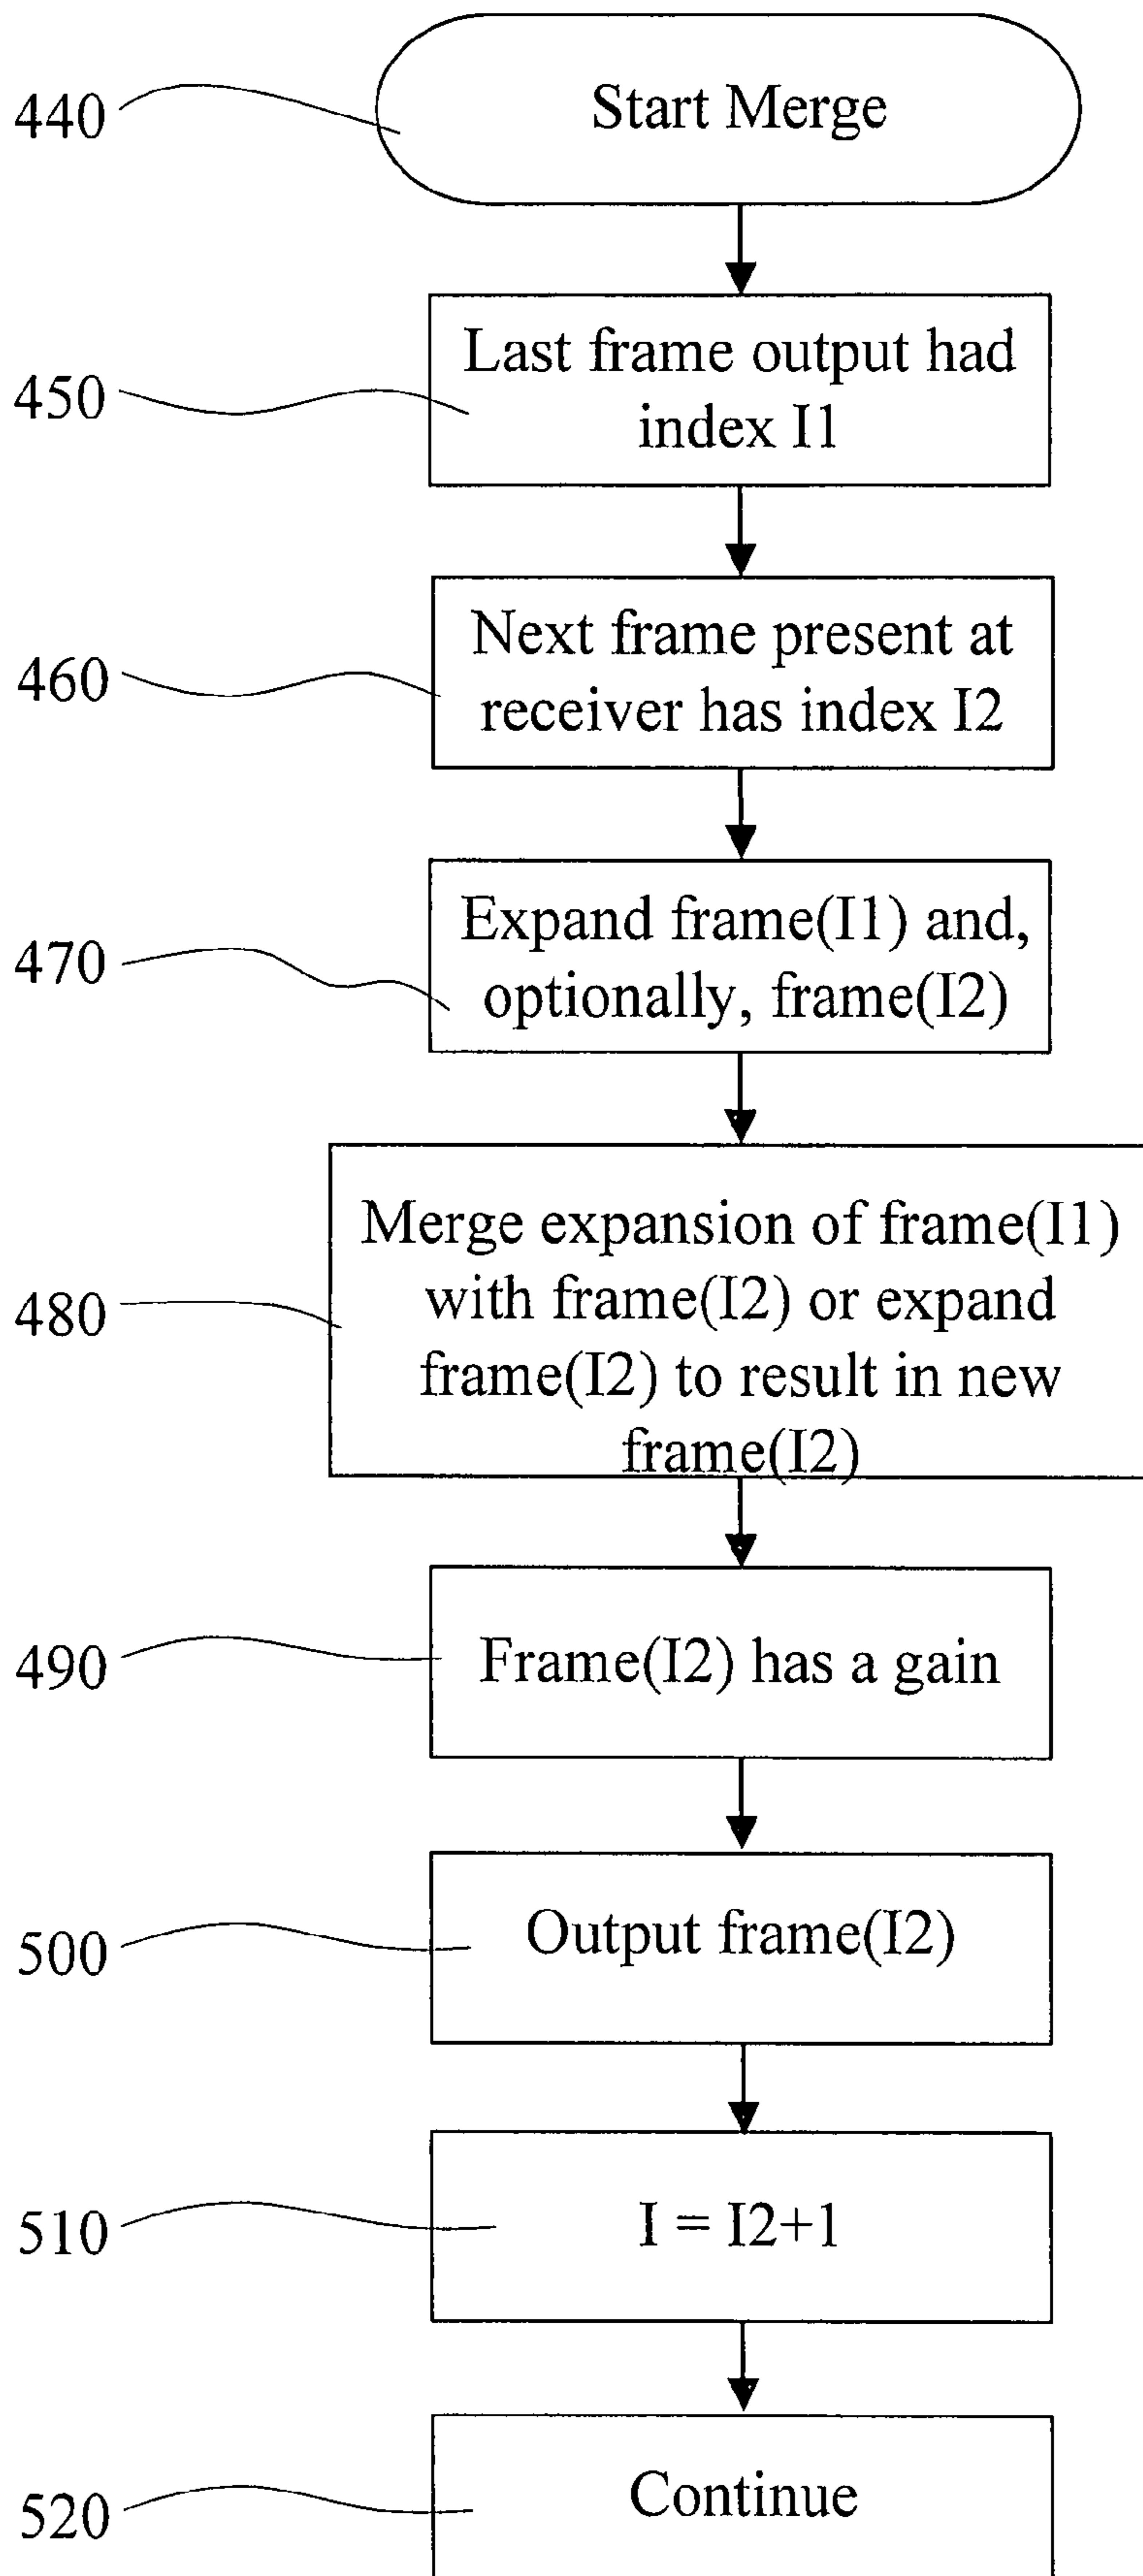 440
Start Merge
450
Last frame output had
index I1
460
Next frame present at
receiver has index I2
470
Expand frame(I1) and,
optionally, frame(I2)
480
Merge expansion of frame(I1)
with frame(I2) or expand
frame(I2) to result in new
frame(I2)
490
Frame(I2) has a gain
500
Output frame(I2)
510
I = I2+1
520
Continue